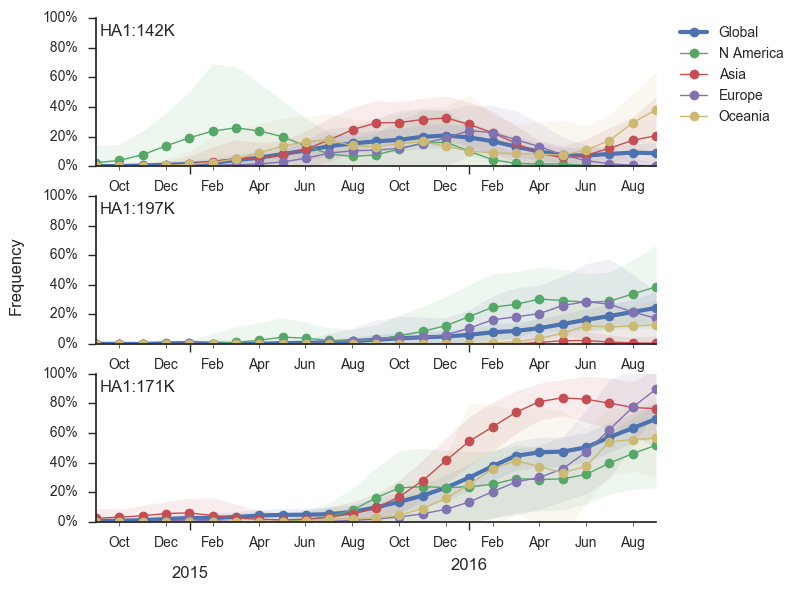 HA1:142K
100%
80%
60%
40%
20%
0%
Oct Dec Feb Apr Jun Aug Oct Dec Feb Apr Jun Aug
Global
N America
Asia
Europe
Oceania
Frequency
HA1:197K
100%
80%
60%
40%
20%
0%
Oct Dec Feb Apr Jun Aug Oct Dec Feb Apr Jun Aug
HA1:171K
100%
80%
60%
40%
20%
0%
Oct Dec Feb Apr Jun Aug Oct Dec Feb Apr Jun Aug
2015 2016